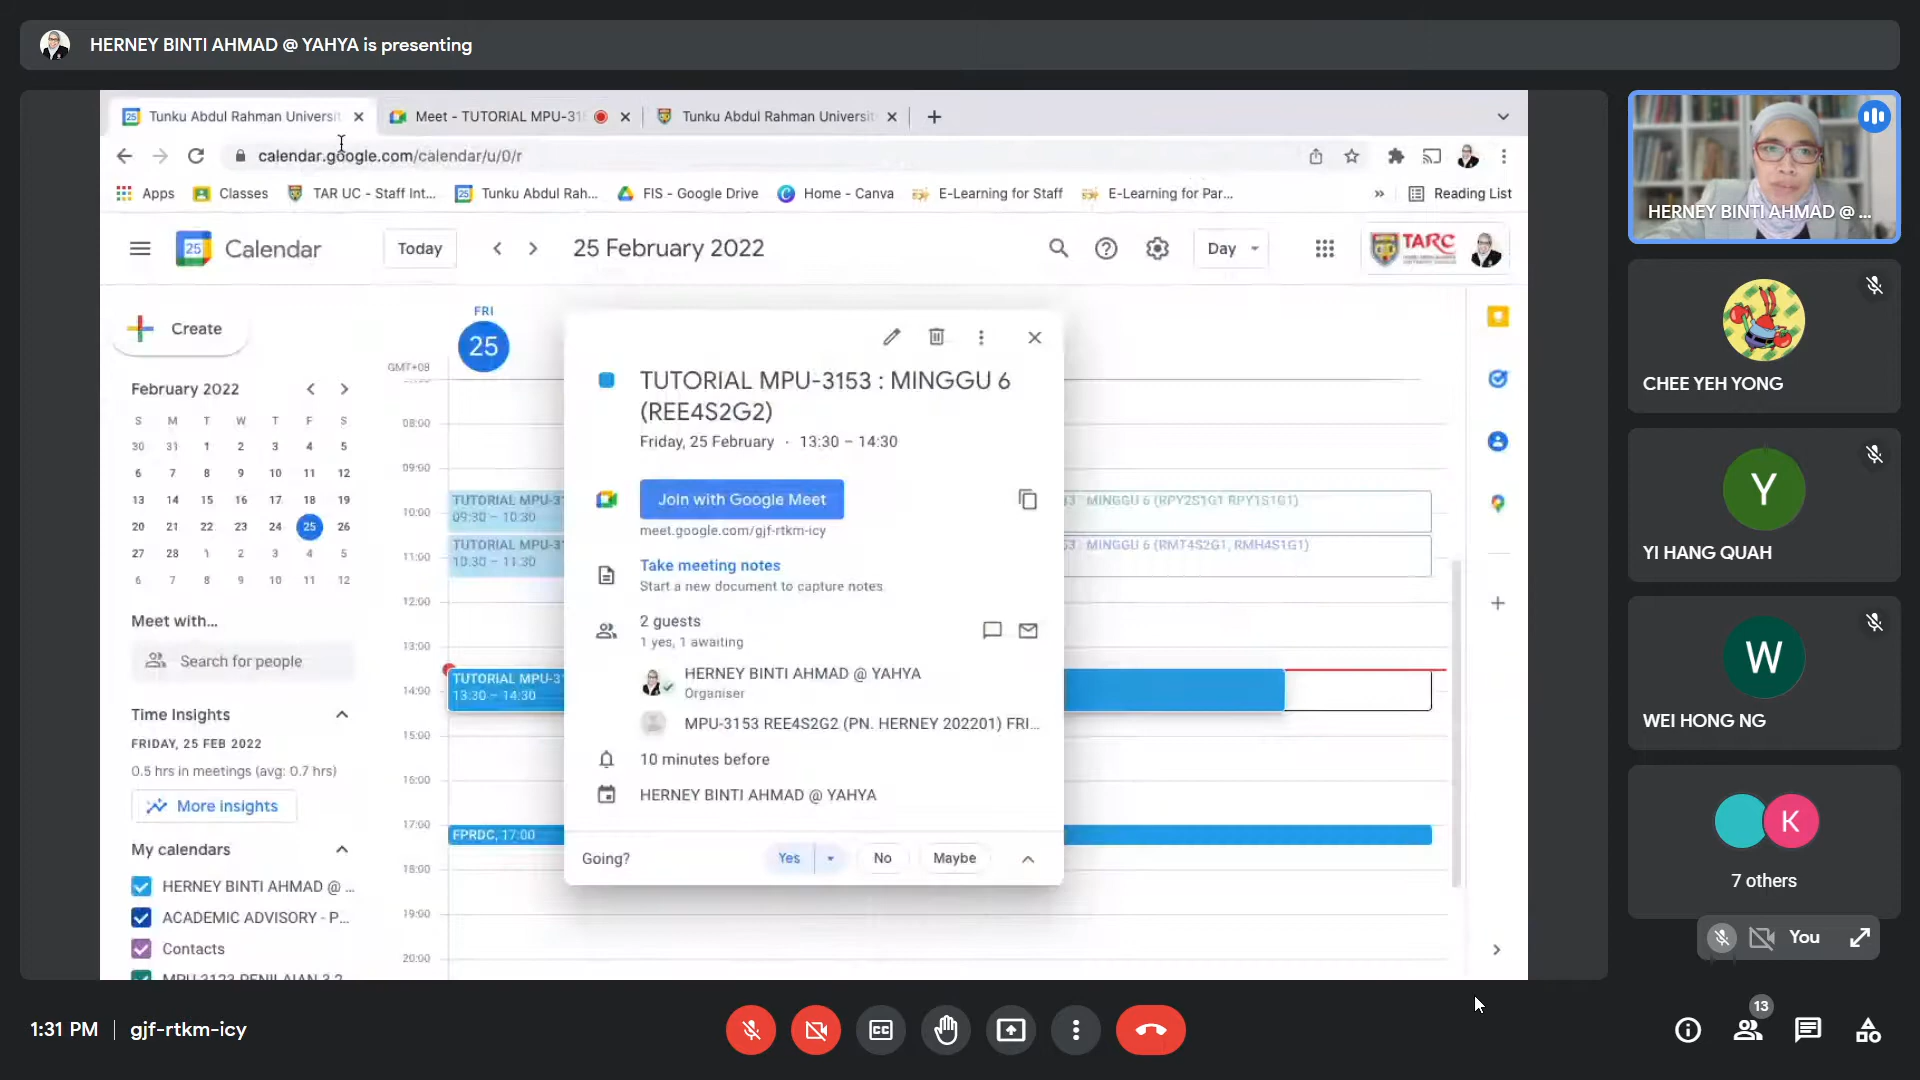 HERNEY BINTI AHMAD @ YAHYA is presenting
Tunku Abdul Rahman Universit
Meet - TUTORIAL MPU-31
Tunku Abdul Rahman Universit
calendar.google.com/calendar/u/0/r
Apps
Classes
TAR UC - Staff Int...
Tunku Abdul Rah...
FIS - Google Drive
Home - Canva
E-Learning for Staff
E-Learning for Par...
»
Reading List
25
Calendar
Today
25 February 2022
Day
TARC
Create
FRI
25
GMT+08
February 2022
S M T W T F S
30 31 1 2 3 4 5
6 7 8 9 10 11 12
13 14 15 16 17 18 19
20 21 22 23 24 25 26
27 28 1 2 3 4 5
6 7 8 9 10 11 12
Meet with...
Search for people
Time Insights
FRIDAY, 25 FEB 2022
0.5 hrs in meetings (avg: 0.7 hrs)
More insights
My calendars
HERNEY BINTI AHMAD @ ...
ACADEMIC ADVISORY - P...
Contacts
MPU-3123 PENILAIAN 3.2
08:00
09:00
10:00
11:00
12:00
13:00
14:00
15:00
16:00
17:00
18:00
19:00
20:00
TUTORIAL MPU-3
09:30 – 10:30
TUTORIAL MPU-3
10:30 – 11:30
TUTORIAL MPU-3
13:30 – 14:30
FPRDC, 17:00
53 : MINGGU 6 (RPY2S1G1 RPY1S1G1)
53 : MINGGU 6 (RMT4S2G1, RMH4S1G1)
TUTORIAL MPU-3153 : MINGGU 6
(REE4S2G2)
Friday, 25 February · 13:30 – 14:30
Join with Google Meet
meet.google.com/gjf-rtkm-icy
Take meeting notes
Start a new document to capture notes
2 guests
1 yes, 1 awaiting
HERNEY BINTI AHMAD @ YAHYA
Organiser
MPU-3153 REE4S2G2 (PN. HERNEY 202201) FRI...
10 minutes before
HERNEY BINTI AHMAD @ YAHYA
Going?
Yes
No
Maybe
HERNEY BINTI AHMAD @ ...
CHEE YEH YONG
Y
YI HANG QUAH
W
WEI HONG NG
K
7 others
You
1:31 PM | gjf-rtkm-icy
CC
13